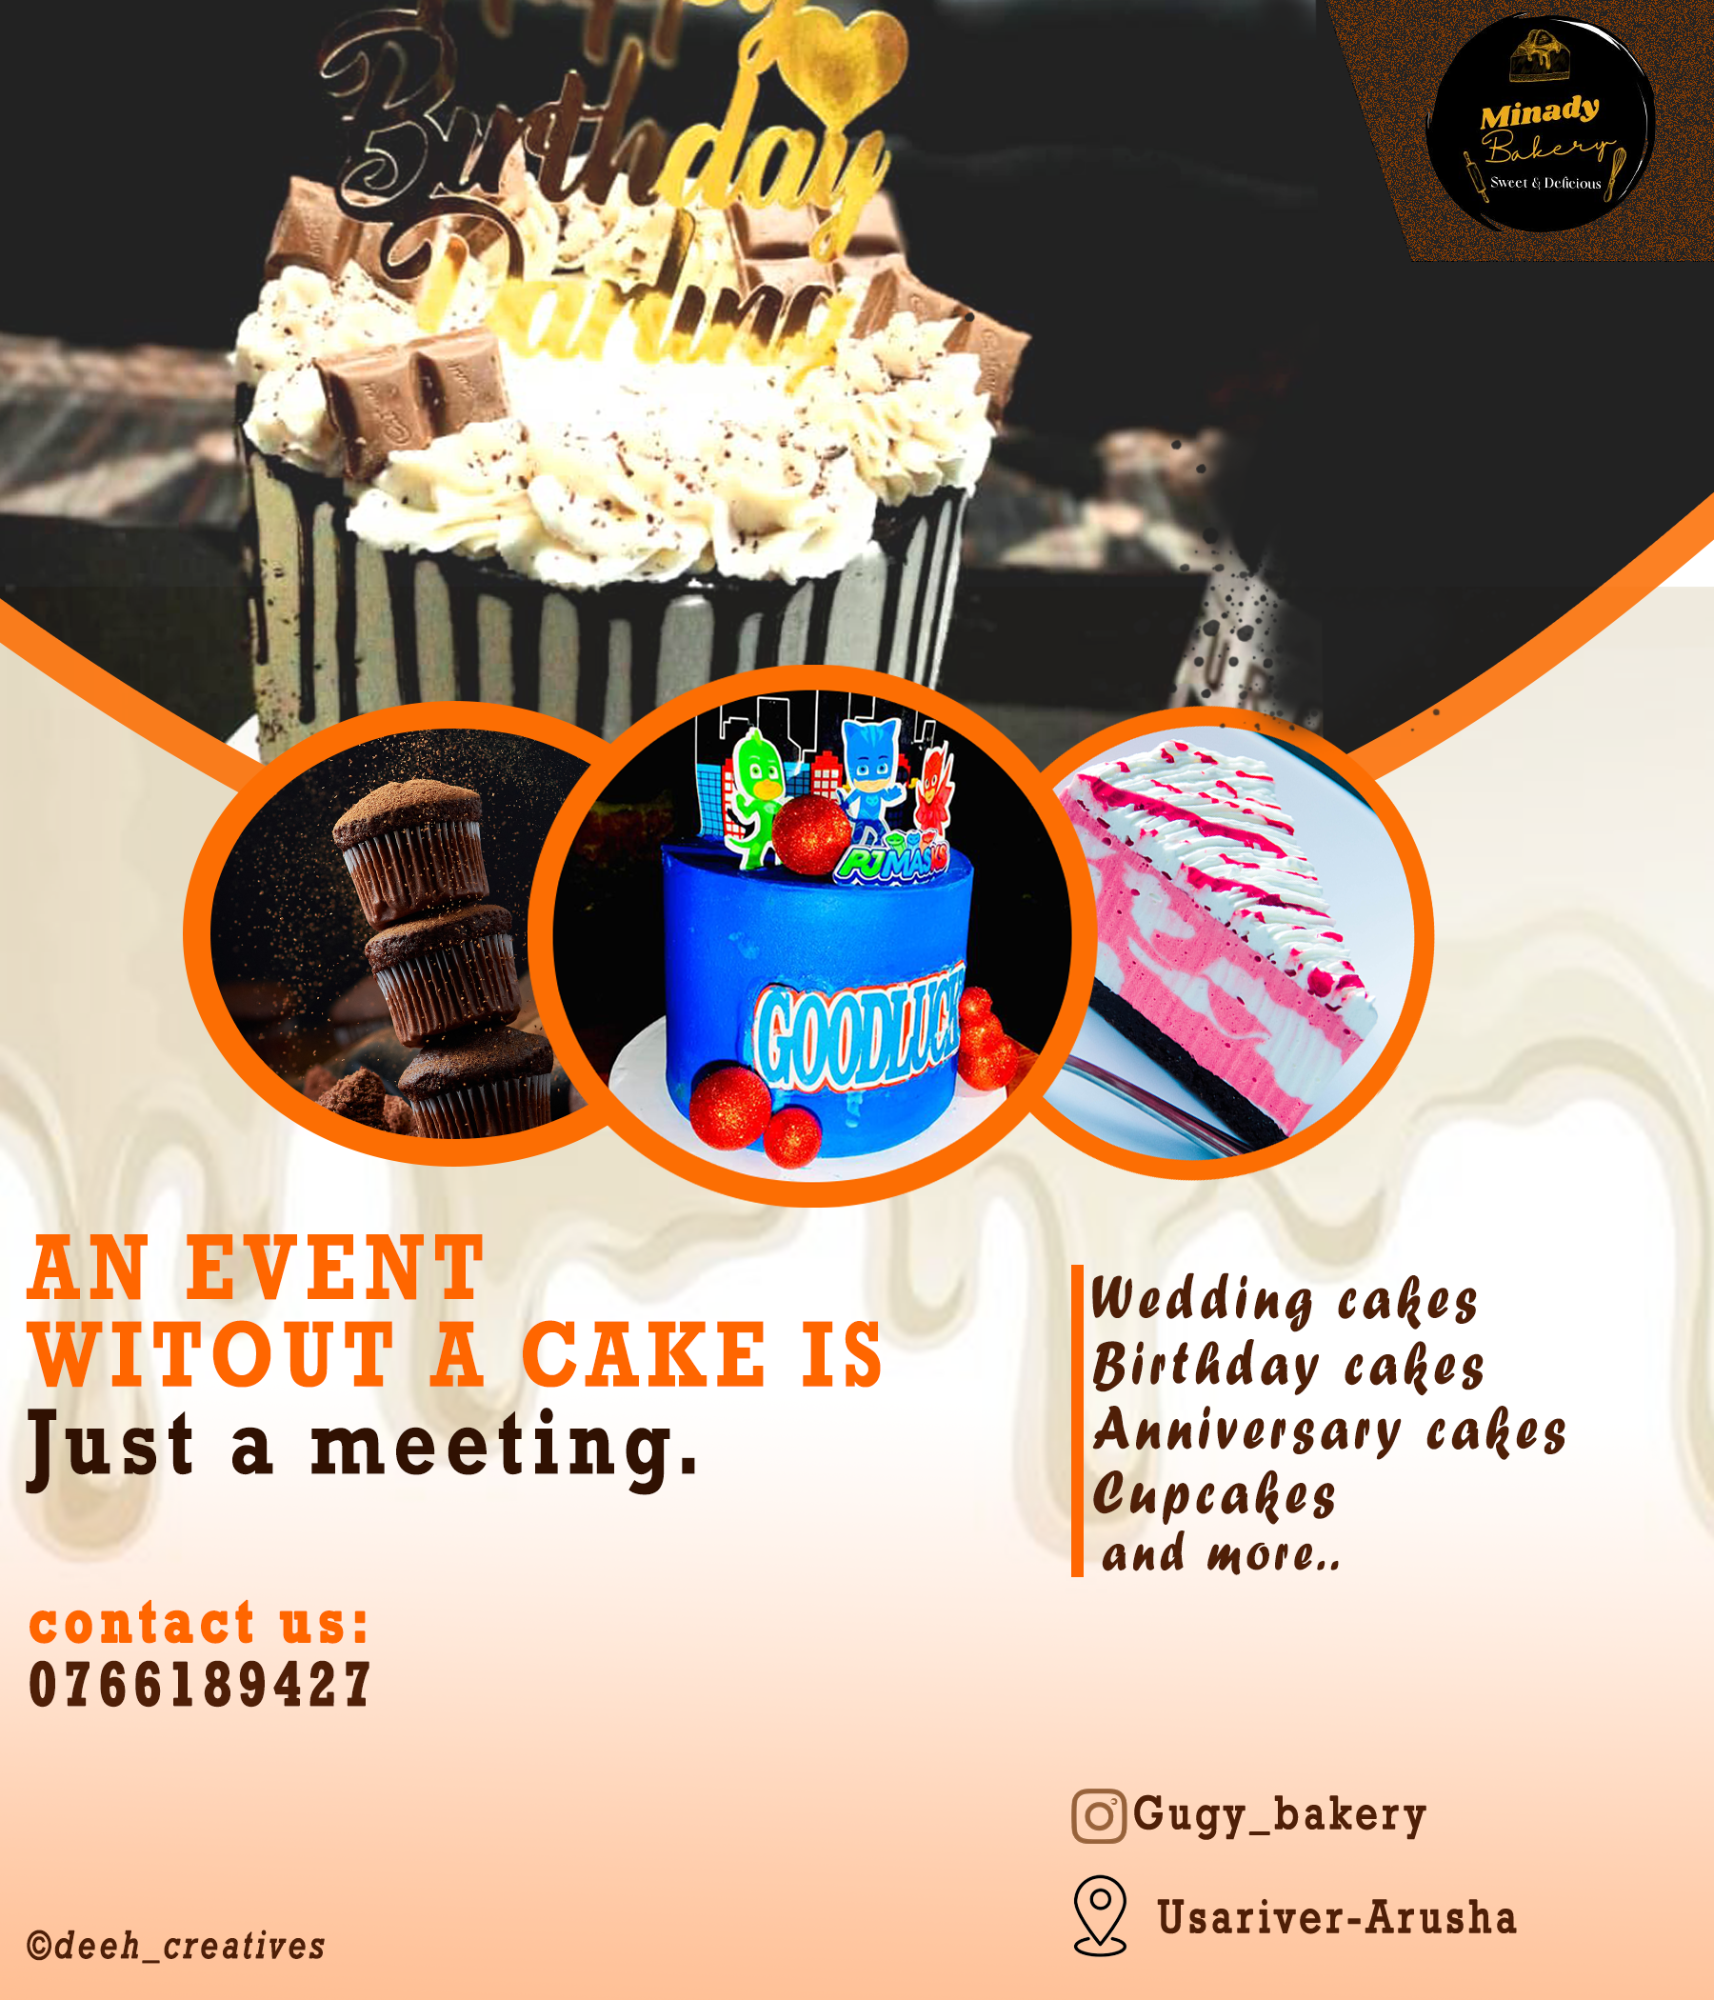 Happy
Birthday
Darling
Minady
Bakery
Sweet & Delicious
PJMASKS
GOODLUCK
AN EVENT
WITOUT A CAKE IS
Just a meeting.
Wedding cakes
Birthday cakes
Anniversary cakes
Cupcakes
and more..
contact us:
0766189427
Gugy_bakery
Usariver-Arusha
©deeh_creatives